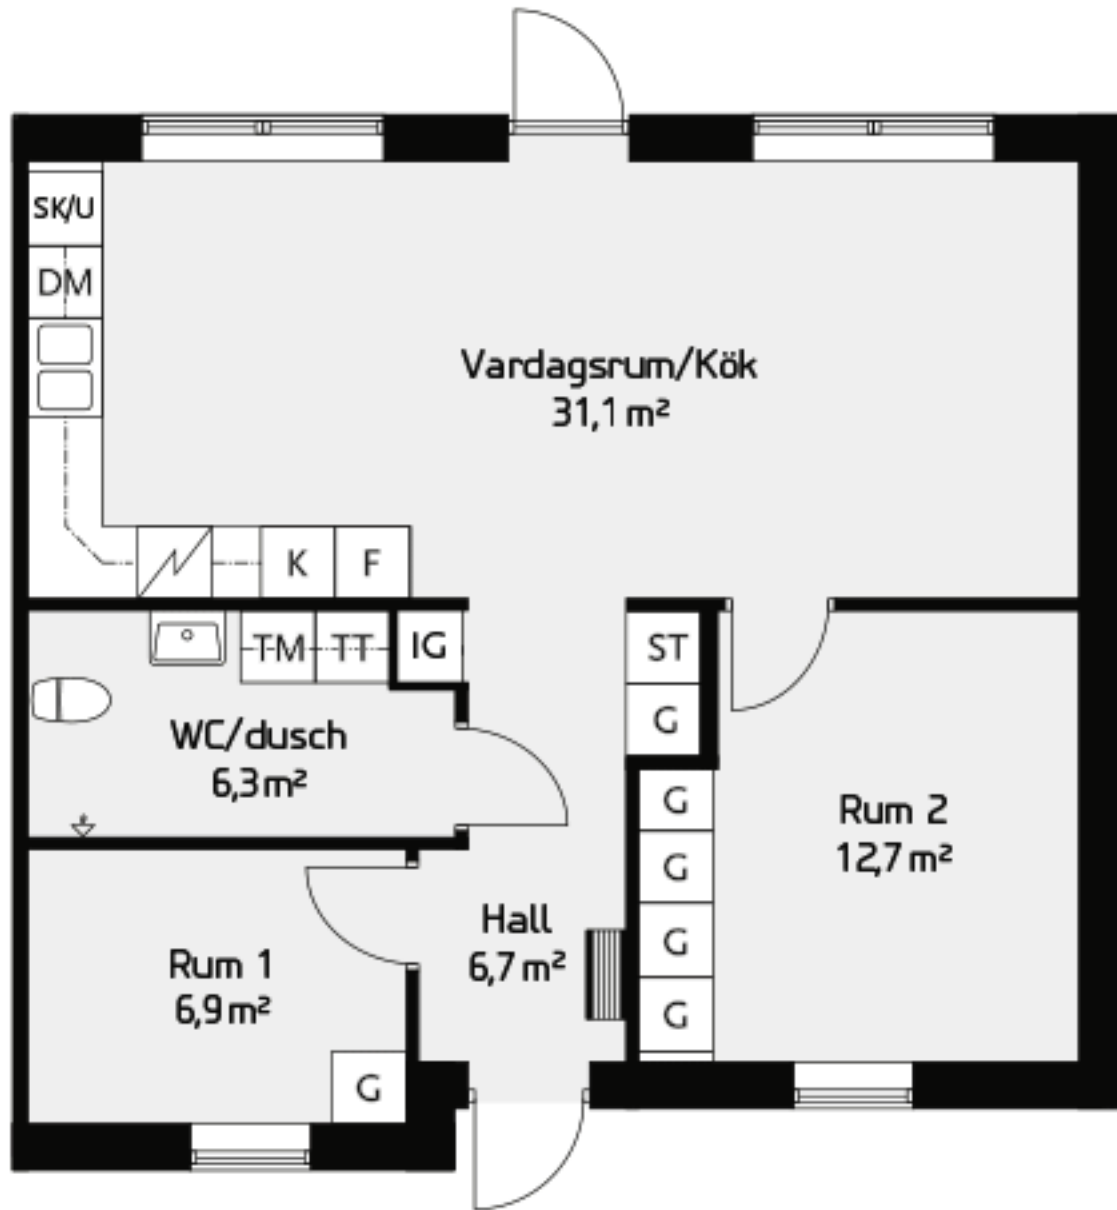 SK/U
DM
Vardagsrum/Kök
31,1 m²
K
F
TM
TT
IG
ST
G
WC/dusch
6,3 m²
G
Rum 2
12,7 m²
G
Hall
6,7 m²
G
Rum 1
6,9 m²
G
G